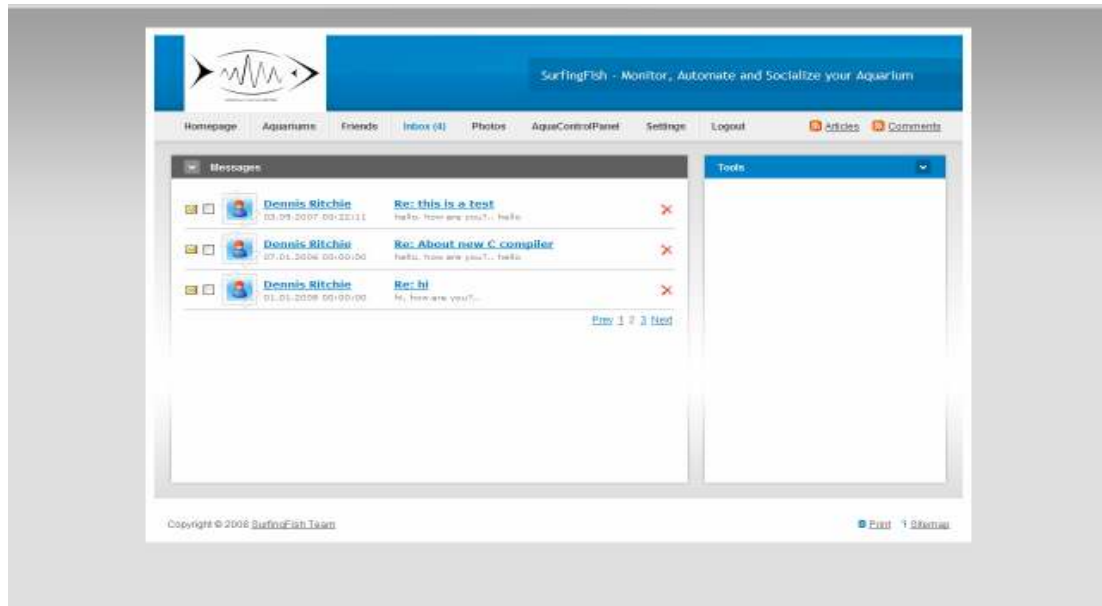 SurfingFish - Monitor, Automate and Socialize your Aquarium
Homepage Aquariums Friends Inbox (4) Photos AquaControlPanel Settings Logout Articles Comments
Messages
Tools
Dennis Ritchie Re: this is a test
hello, how are you?.. hello
Dennis Ritchie Re: About new C compiler
hello, how are you?.. hello
Dennis Ritchie Re: hi
hi, how are you?..
Prev 1 2 3 Next
Copyright © 2008 SurfingFish Team
Print Sitemap